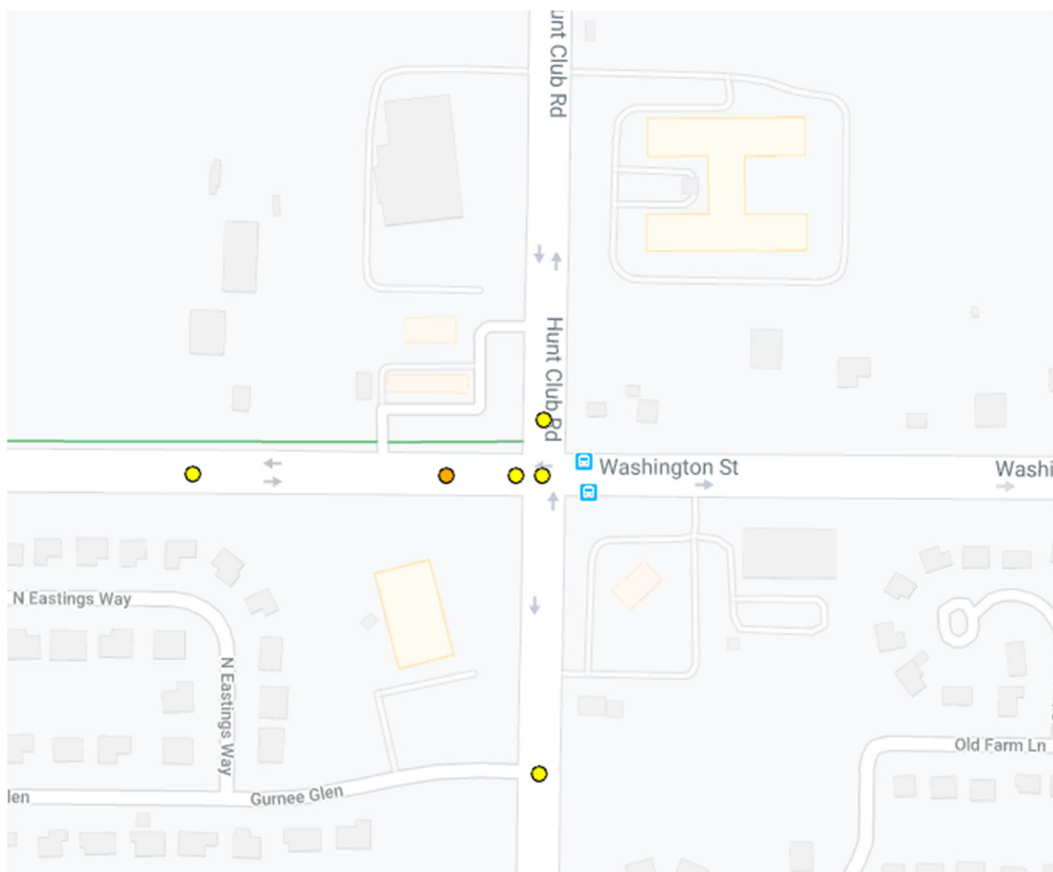 unt Club Rd
Hunt Club Rd
Washington St
Washi
N Eastings Way
N Eastings Way
Old Farm Ln
Gurnee Glen
len